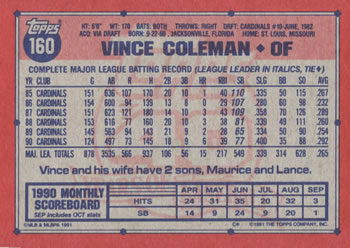 Topps
160
HT: 6'0" WT: 170 BATS: BOTH THROWS: RIGHT DRFT: CARDINALS #10-JUNE, 1982
ACQ: VIA DRAFT BORN: 9-22-60, JACKSONVILLE, FLORIDA HOME: ST. LOUIS, MISSOURI
VINCE COLEMAN ◆ OF
COMPLETE MAJOR LEAGUE BATTING RECORD (LEAGUE LEADER IN ITALICS, TIE ♦)
YR CLUB G AB R H 2B 3B HR RBI SB SLG BB SO AVG
85 CARDINALS 151 636 107 170 20 10 1 40 110 .335 50 115 .267
86 CARDINALS 154 600 94 139 13 8 0 29 107 .280 60 98 .232
87 CARDINALS 151 623 121 180 14 10 3 43 109 .358 70 126 .289
88 CARDINALS 153 616 77 160 20 10 3 38 81 .339 49 111 .260
89 CARDINALS 145 563 94 143 21 9 2 28 65 .334 50 90 .254
90 CARDINALS 124 497 73 145 18 9 6 39 77 .400 35 88 .292
MAJ. LEA. TOTALS 878 3535 566 937 106 56 15 217 549 .339 314 628 .265
Vince and his wife have 2 sons, Maurice and Lance.
1990 MONTHLY
SCOREBOARD
SEP includes OCT stats
APR MAY JUN JUL AUG SEP
HITS 24 31 35 20 32 3
SB 14 9 24 9 20 1
©MLB & MLBPA 1991
C* ©1991 THE TOPPS COMPANY, INC.